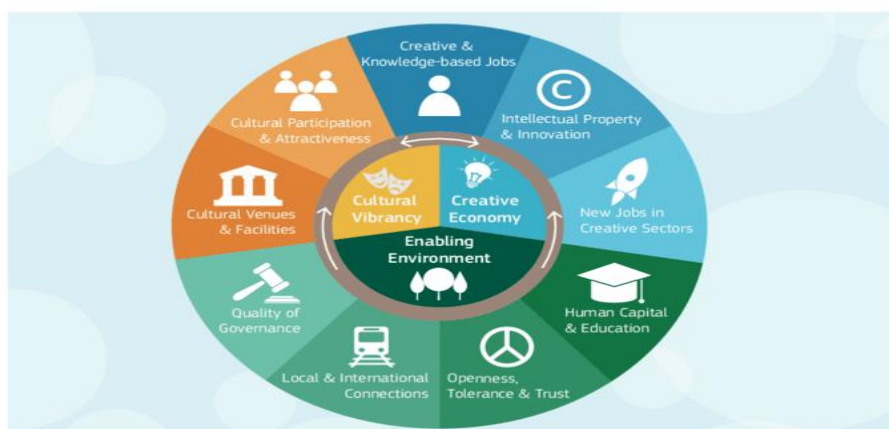 Creative &
Knowledge-based Jobs
Cultural Participation
& Attractiveness
C
Intellectual Property
& Innovation
Cultural Venues
& Facilities
Cultural
Vibrancy
Creative
Economy
New Jobs in
Creative Sectors
Enabling
Environment
Quality of
Governance
Human Capital
& Education
Local & International
Connections
Openness,
Tolerance & Trust